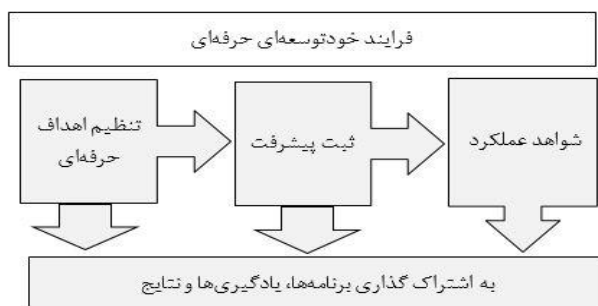 فرایند خودتوسعه‌ای حرفه‌ای
تنظیم اهداف
حرفه‌ای
ثبت پیشرفت
شواهد عملکرد
به اشتراک گذاری برنامه‌ها، یادگیری‌ها و نتایج